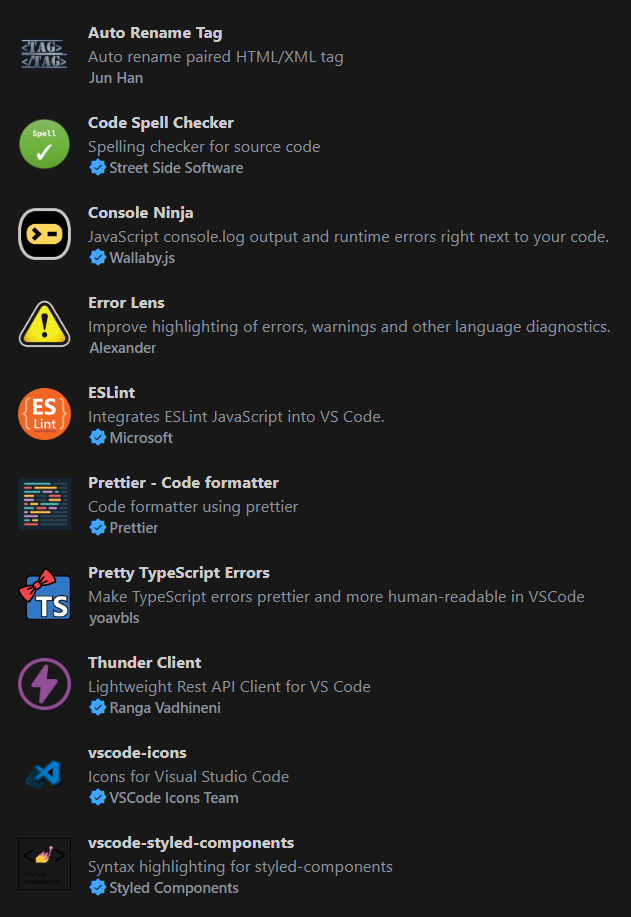 <TAG>
</TAG>
Auto Rename Tag
Auto rename paired HTML/XML tag
Jun Han
Spell
Code Spell Checker
Spelling checker for source code
Street Side Software
Console Ninja
JavaScript console.log output and runtime errors right next to your code.
Wallaby.js
Error Lens
Improve highlighting of errors, warnings and other language diagnostics.
Alexander
{ES}
Lint
ESLint
Integrates ESLint JavaScript into VS Code.
Microsoft
Prettier - Code formatter
Code formatter using prettier
Prettier
TS
Pretty TypeScript Errors
Make TypeScript errors prettier and more human-readable in VSCode
yoavbls
Thunder Client
Lightweight Rest API Client for VS Code
Ranga Vadhineni
vscode-icons
Icons for Visual Studio Code
VSCode Icons Team
styled
components
vscode-styled-components
Syntax highlighting for styled-components
Styled Components